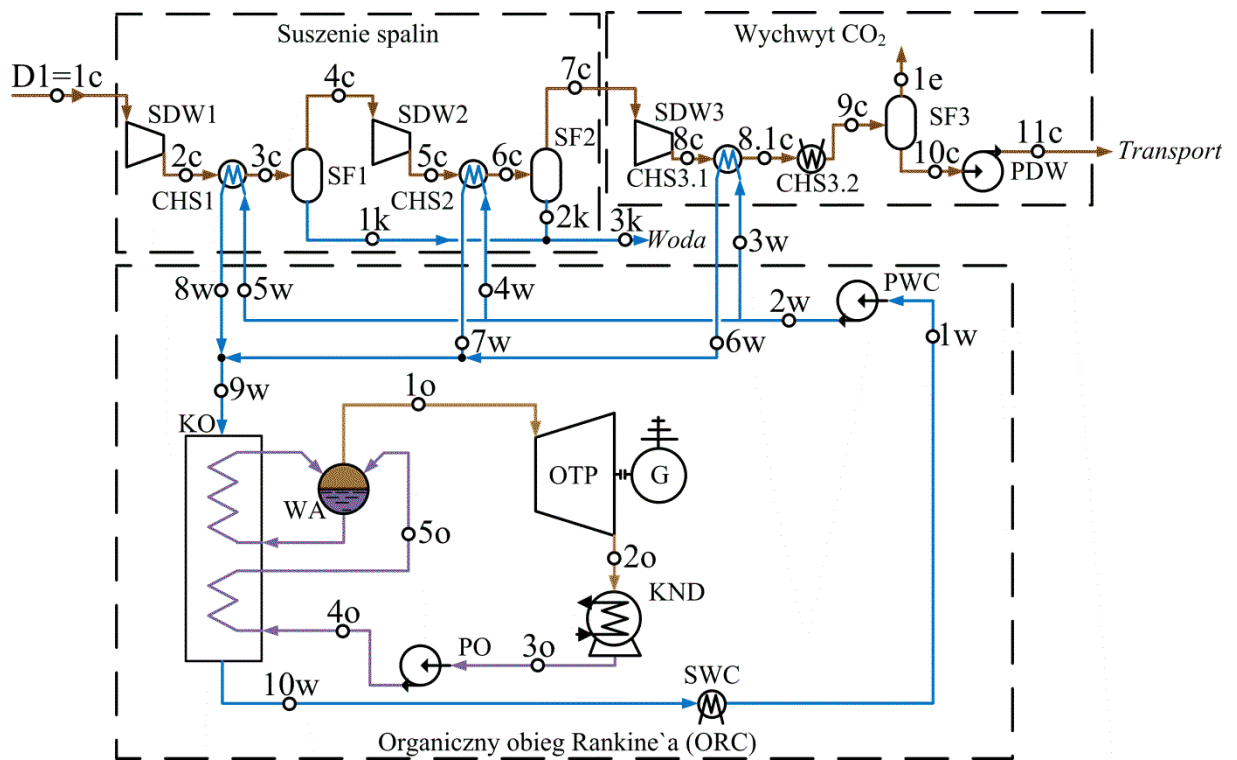 Suszenie spalin
Wychwyt CO₂
D1=1c
SDW1
2c
CHS1
3c
SF1
4c
SDW2
5c
CHS2
6c
SF2
7c
SDW3
8c
CHS3.1
8.1c
CHS3.2
9c
1e
SF3
10c
PDW
11c
Transport
1k
2k
3k
Woda
8w
5w
4w
7w
3w
6w
2w
PWC
1w
9w
KO
WA
1o
OTP
G
2o
KND
5o
4o
PO
3o
10w
SWC
Organiczny obieg Rankine`a (ORC)